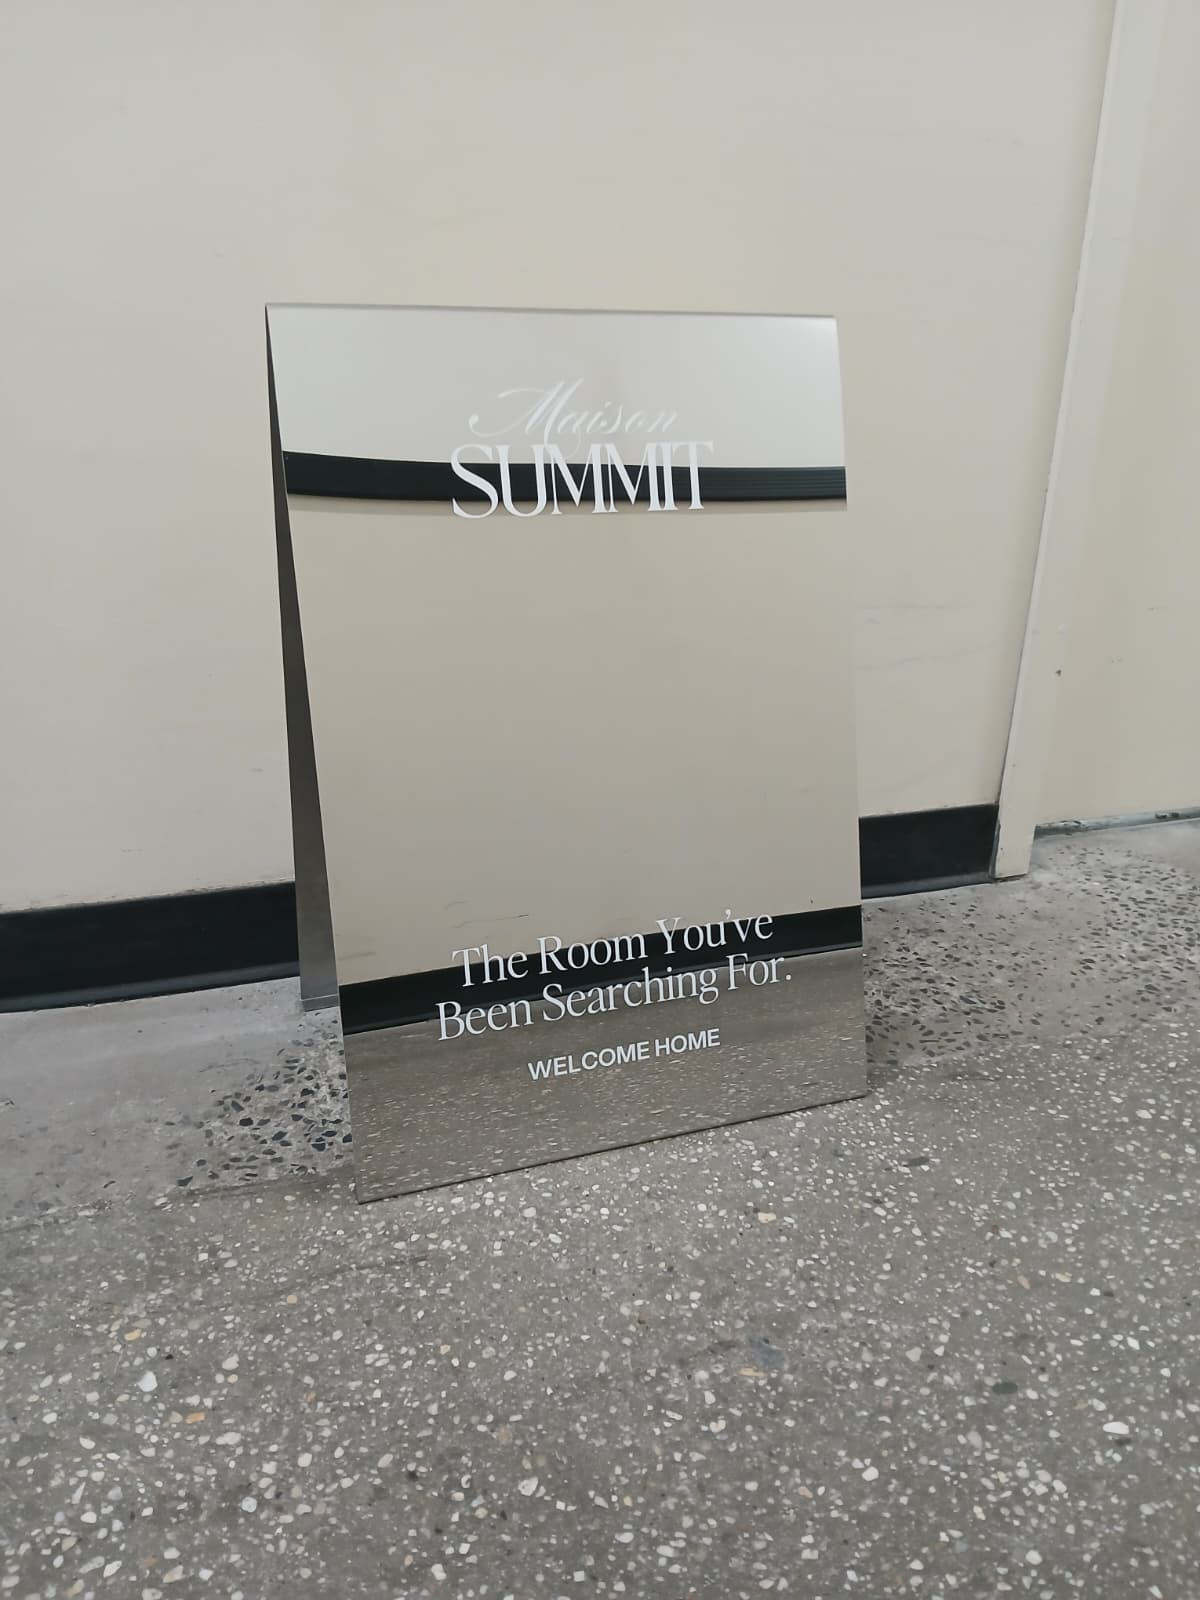 Maison
SUMMIT
The Room You've
Been Searching For.
WELCOME HOME